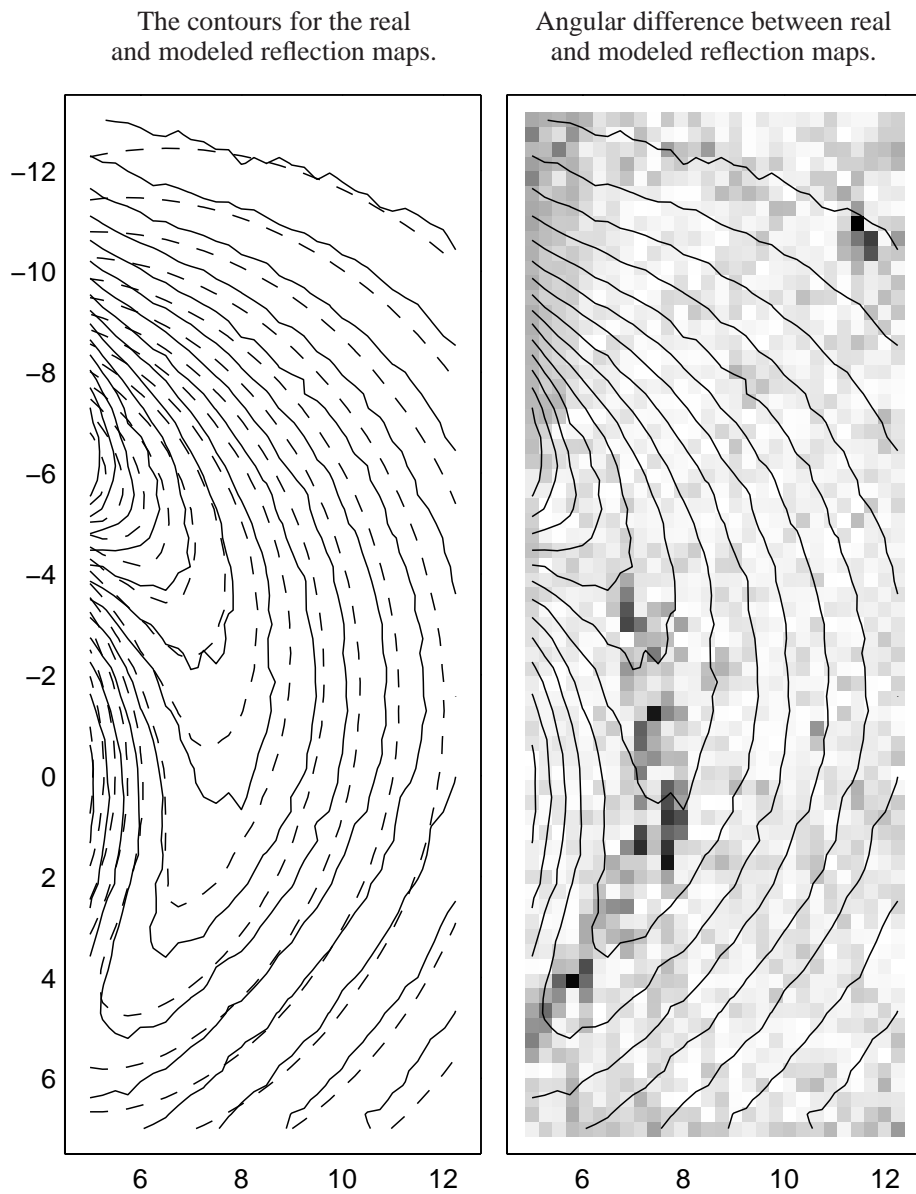 The contours for the real
and modeled reflection maps.
Angular difference between real
and modeled reflection maps.
−12
−10
−8
−6
−4
−2
0
2
4
6
6 8 10 12
6 8 10 12